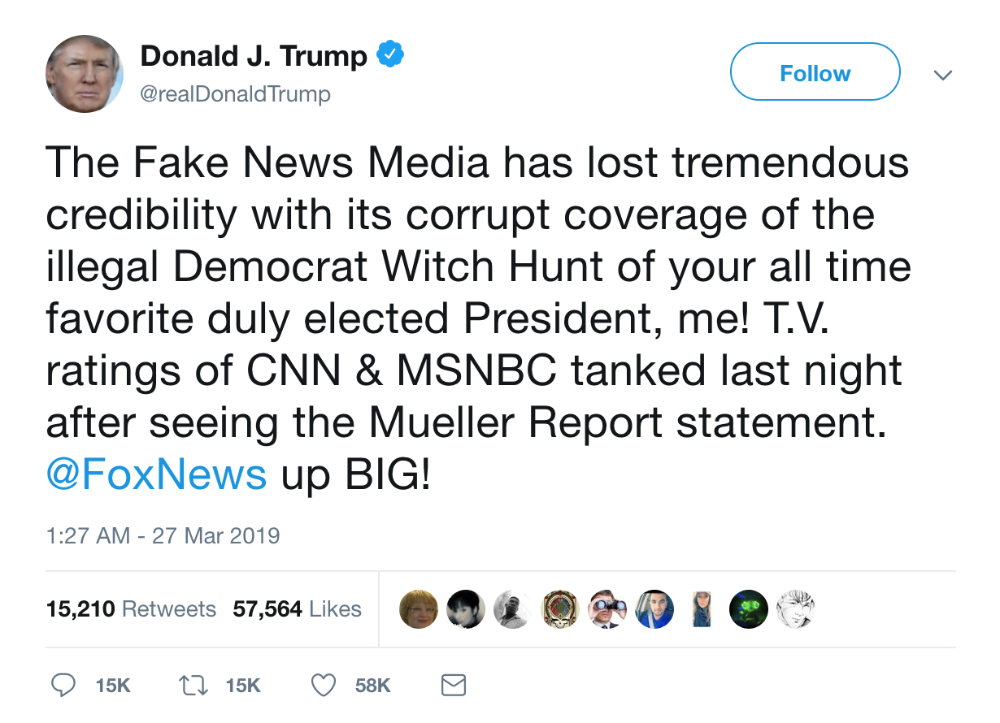 Donald J. Trump
@realDonaldTrump
Follow
The Fake News Media has lost tremendous
credibility with its corrupt coverage of the
illegal Democrat Witch Hunt of your all time
favorite duly elected President, me! T.V.
ratings of CNN & MSNBC tanked last night
after seeing the Mueller Report statement.
@FoxNews up BIG!
1:27 AM - 27 Mar 2019
15,210 Retweets 57,564 Likes
15K 15K 58K